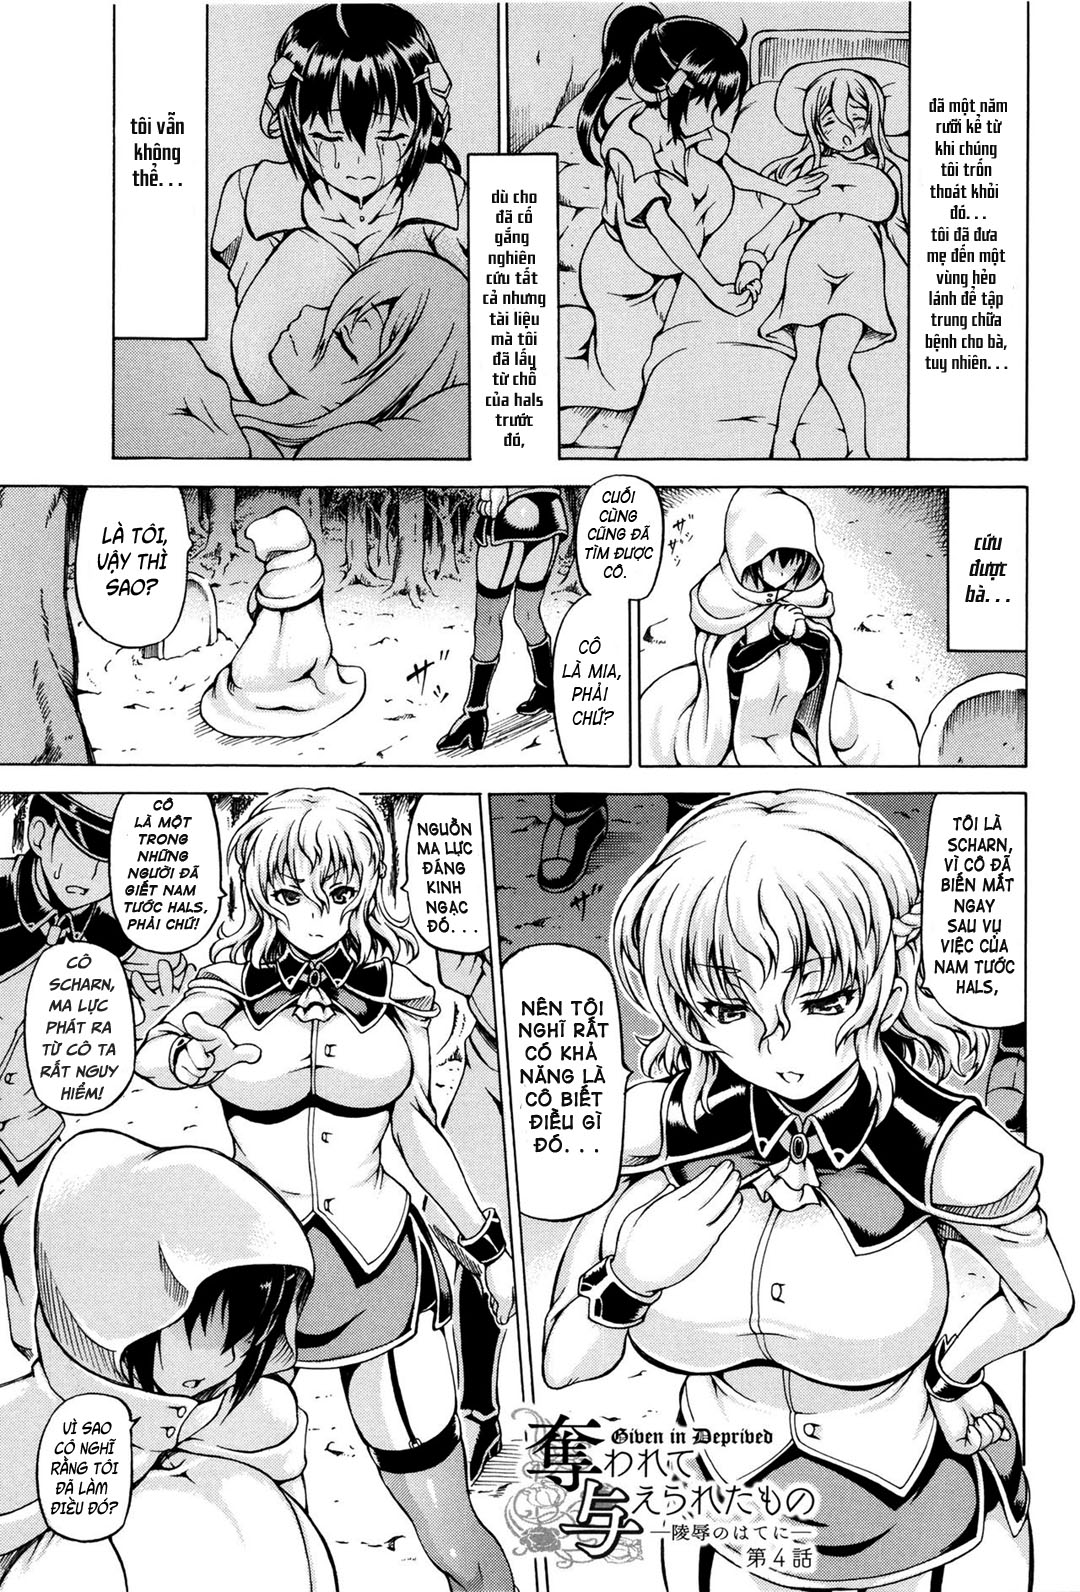 đã một năm
rưỡi kể từ
khi chúng
tôi trốn
thoát khỏi
đó...
tôi đã đưa
mẹ đến một
vùng hẻo
lánh để tập
trung chữa
bệnh cho bà,
tuy nhiên...
dù cho
đã cố
gắng
nghiên
cứu tất
cả nhưng
tài liệu
mà tôi
đã lấy
từ chỗ
của hals
trước
đó,
tôi vẫn
không
thể...
cứu
được
bà...
ザッ
CUỐI
CÙNG
CŨNG ĐÃ
TÌM ĐƯỢC
CÔ.
CÔ
LÀ MIA,
PHẢI
CHỨ?
ザッ
LÀ TÔI,
VẬY THÌ
SAO?
TÔI LÀ
SCHARN,
VÌ CÔ ĐÃ
BIẾN MẤT
NGAY
SAU VỤ
VIỆC CỦA
NAM TƯỚC
HALS,
NÊN TÔI
NGHĨ RẤT
CÓ KHẢ
NĂNG LÀ
CÔ BIẾT
ĐIỀU GÌ
ĐÓ...
NGUỒN
MA LỰC
ĐÁNG
KINH
NGẠC
ĐÓ...
CÔ
LÀ MỘT
TRONG
NHỮNG
NGƯỜI ĐÃ
GIẾT NAM
TƯỚC HALS,
PHẢI CHỨ!
CÔ
SCHARN,
MA LỰC
PHÁT RA
TỪ CÔ TA
RẤT NGUY
HIỂM!
VÌ SAO
CÔ NGHĨ
RẰNG TÔI
ĐÃ LÀM
ĐIỀU ĐÓ?
Given in Deprived
奪われて
与えられたもの
―陵辱のはてに―
第4話